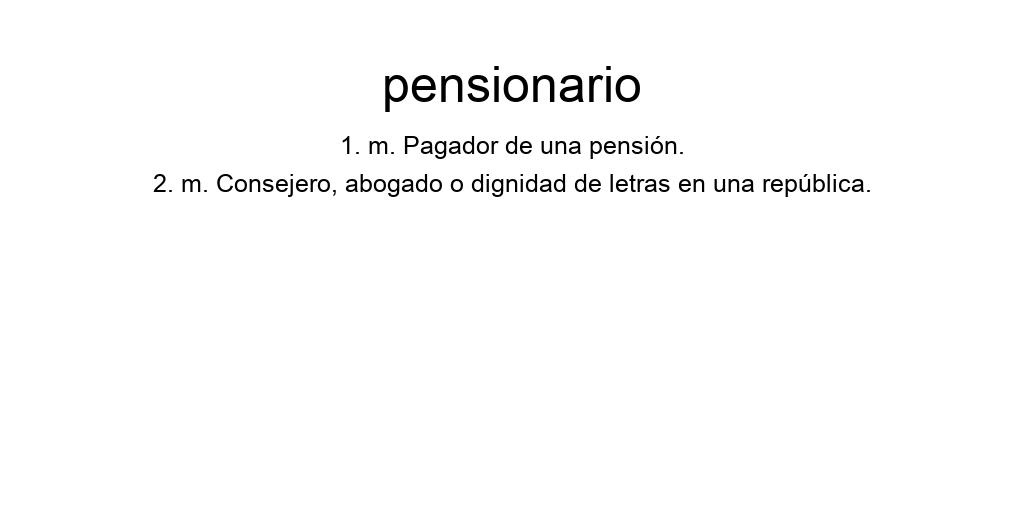 pensionario
1. m. Pagador de una pensión.
2. m. Consejero, abogado o dignidad de letras en una república.